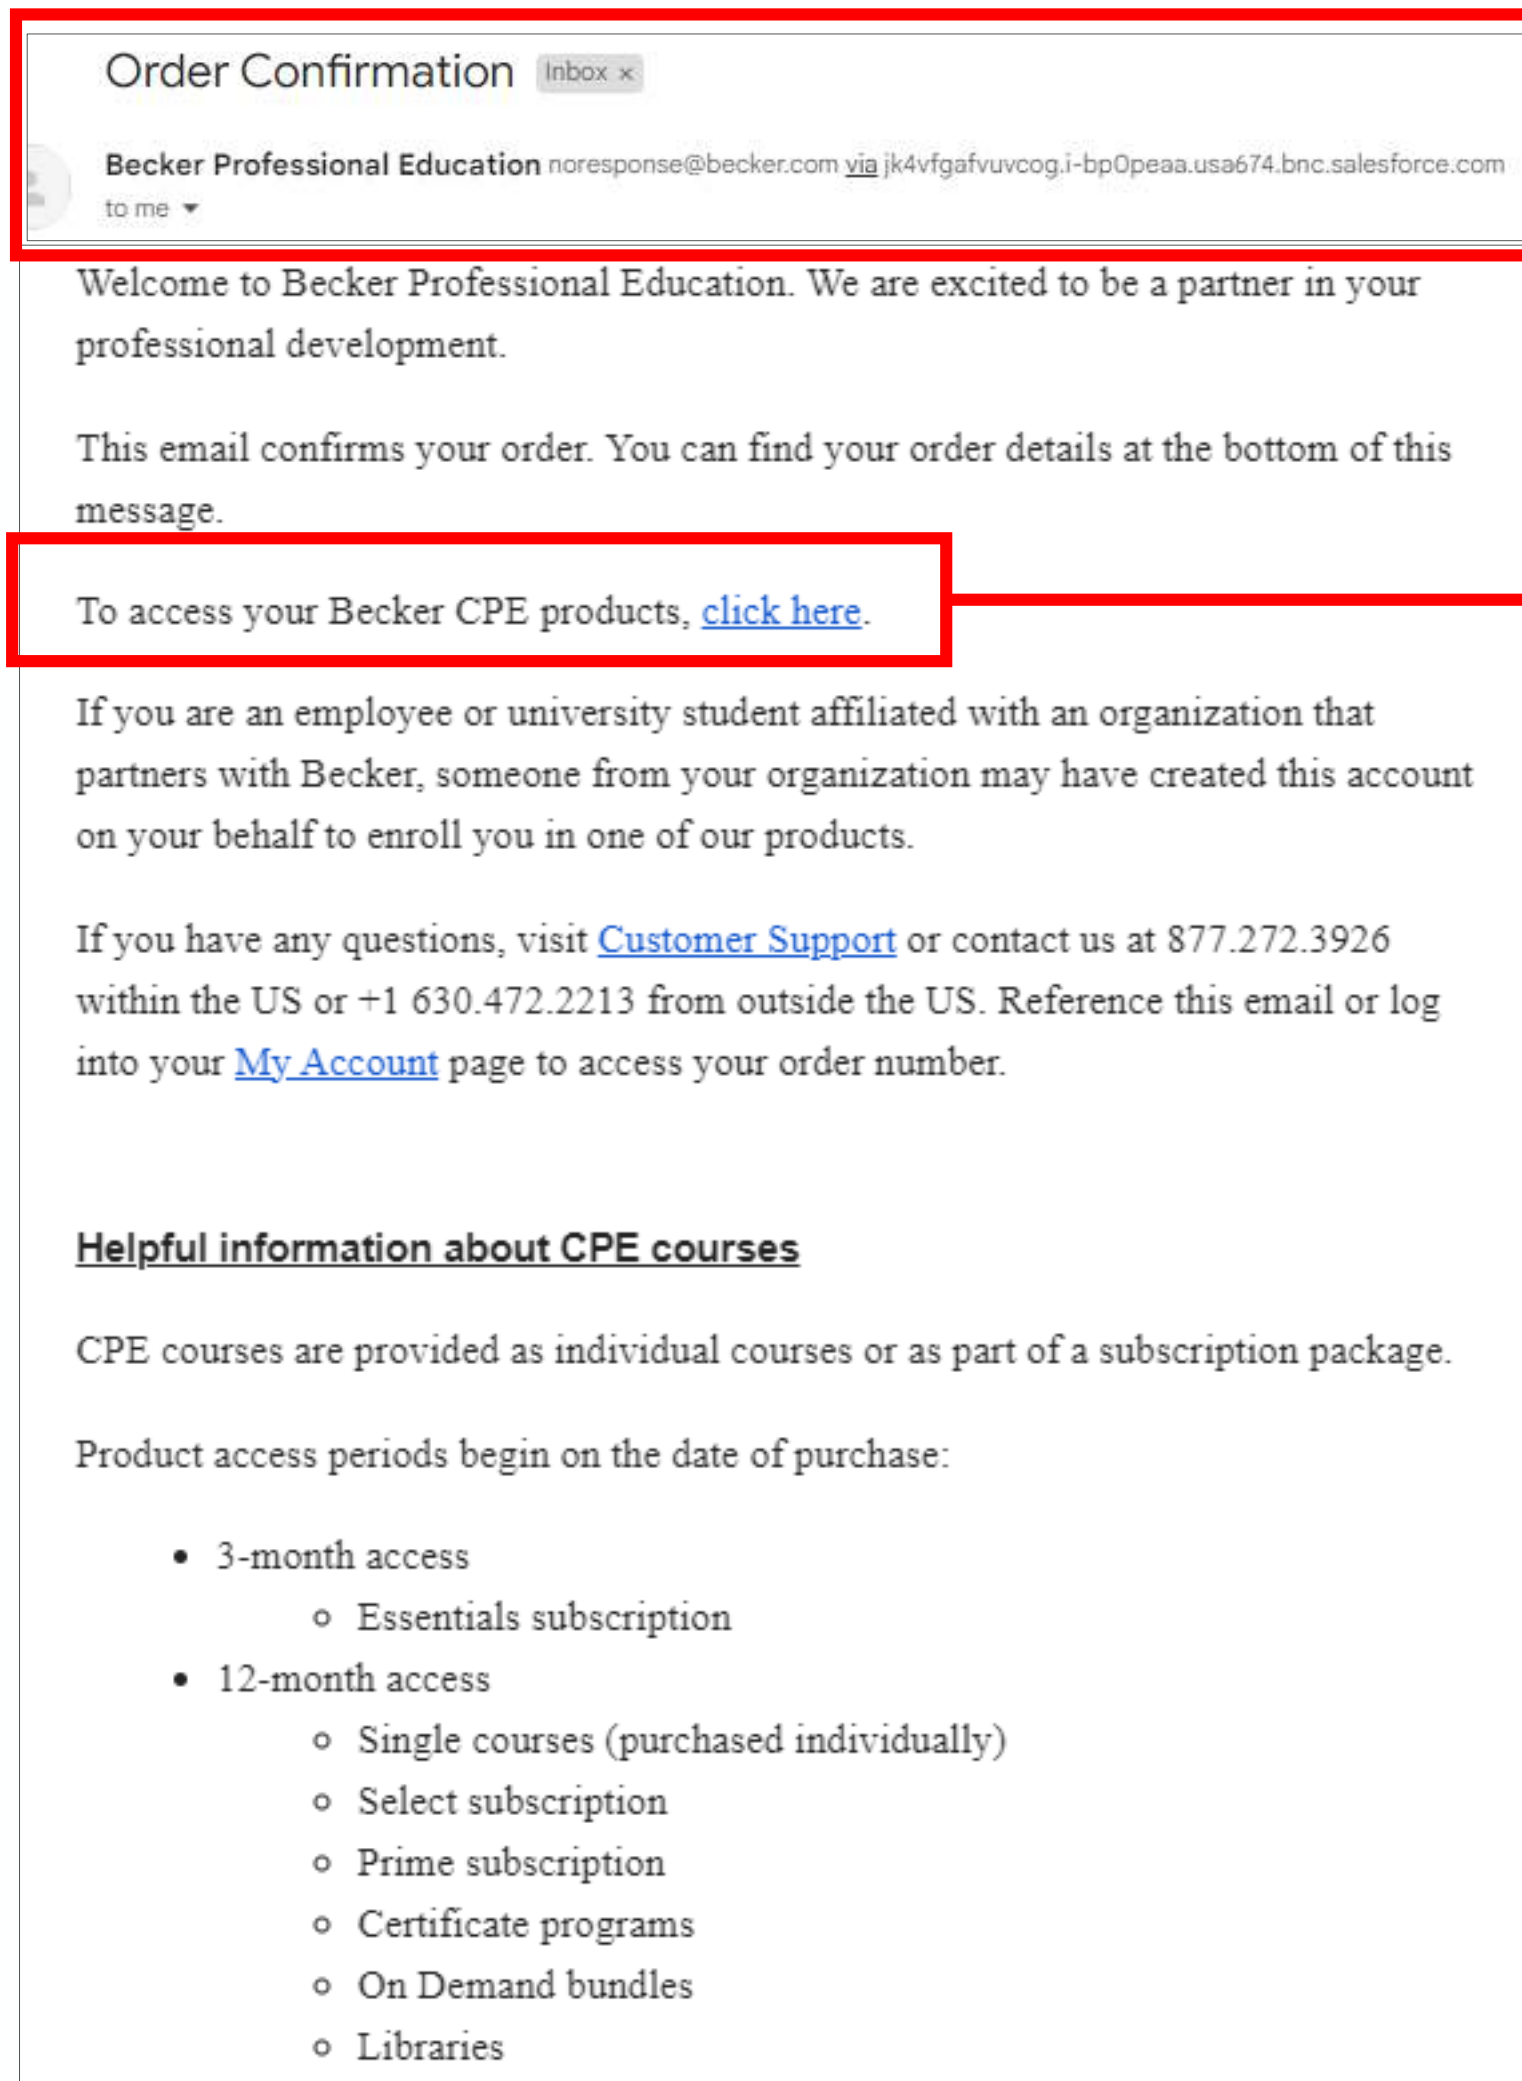 Order Confirmation Inbox ×
Becker Professional Education noresponse@becker.com via jk4vfgafvuvcog.i-bp0peaa.usa674.bnc.salesforce.com
to me
Welcome to Becker Professional Education. We are excited to be a partner in your
professional development.
This email confirms your order. You can find your order details at the bottom of this
message.
To access your Becker CPE products, click here.
If you are an employee or university student affiliated with an organization that
partners with Becker, someone from your organization may have created this account
on your behalf to enroll you in one of our products.
If you have any questions, visit Customer Support or contact us at 877.272.3926
within the US or +1 630.472.2213 from outside the US. Reference this email or log
into your My Account page to access your order number.
Helpful information about CPE courses
CPE courses are provided as individual courses or as part of a subscription package.
Product access periods begin on the date of purchase:
• 3-month access
○ Essentials subscription
• 12-month access
○ Single courses (purchased individually)
○ Select subscription
○ Prime subscription
○ Certificate programs
○ On Demand bundles
○ Libraries